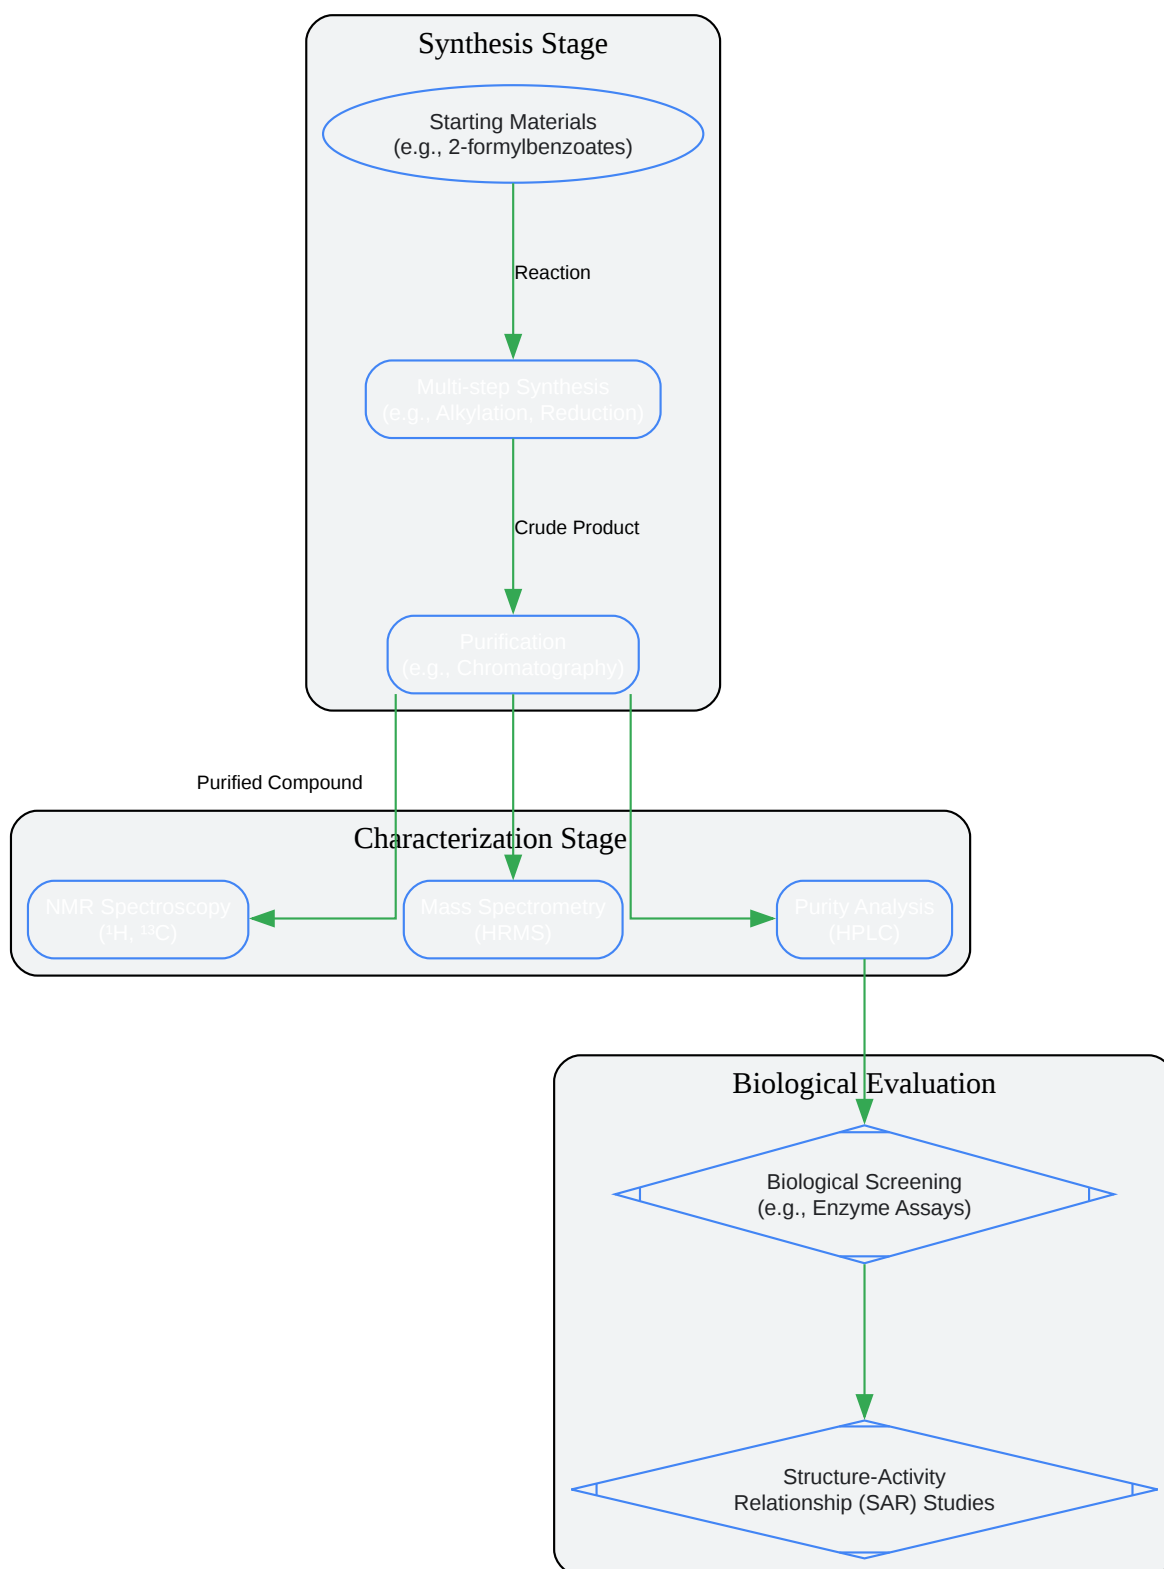 Synthesis Stage
Starting Materials
(e.g., 2-formylbenzoates)
Reaction
Multi-step Synthesis
(e.g., Alkylation, Reduction)
Crude Product
Purification
(e.g., Chromatography)
Purified Compound
Characterization Stage
NMR Spectroscopy
(¹H, ¹³C)
Mass Spectrometry
(HRMS)
Purity Analysis
(HPLC)
Biological Evaluation
Biological Screening
(e.g., Enzyme Assays)
Structure-Activity
Relationship (SAR) Studies